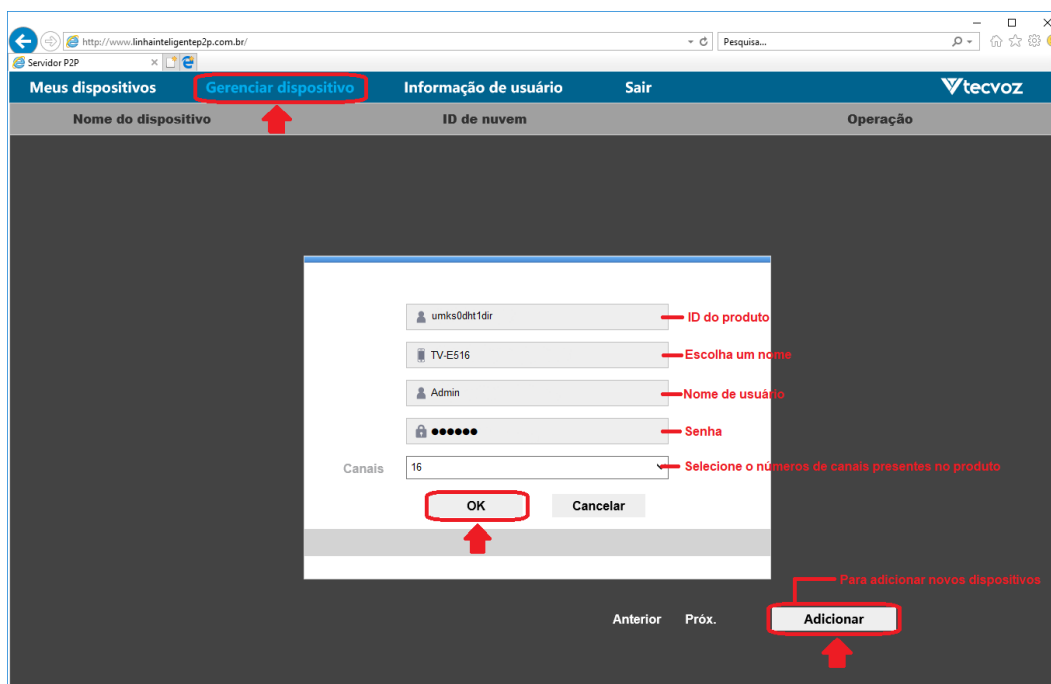 http://www.linhainteligentep2p.com.br/
Pesquisa...
Servidor P2P
Meus dispositivos Gerenciar dispositivo Informação de usuário Sair tecvoz
Nome do dispositivo ID de nuvem Operação
umks0dht1dir ID do produto
TV-E516 Escolha um nome
Admin Nome de usuário
●●●●●● Senha
Canais 16 Selecione o números de canais presentes no produto
OK Cancelar
Para adicionar novos dispositivos
Anterior Próx. Adicionar